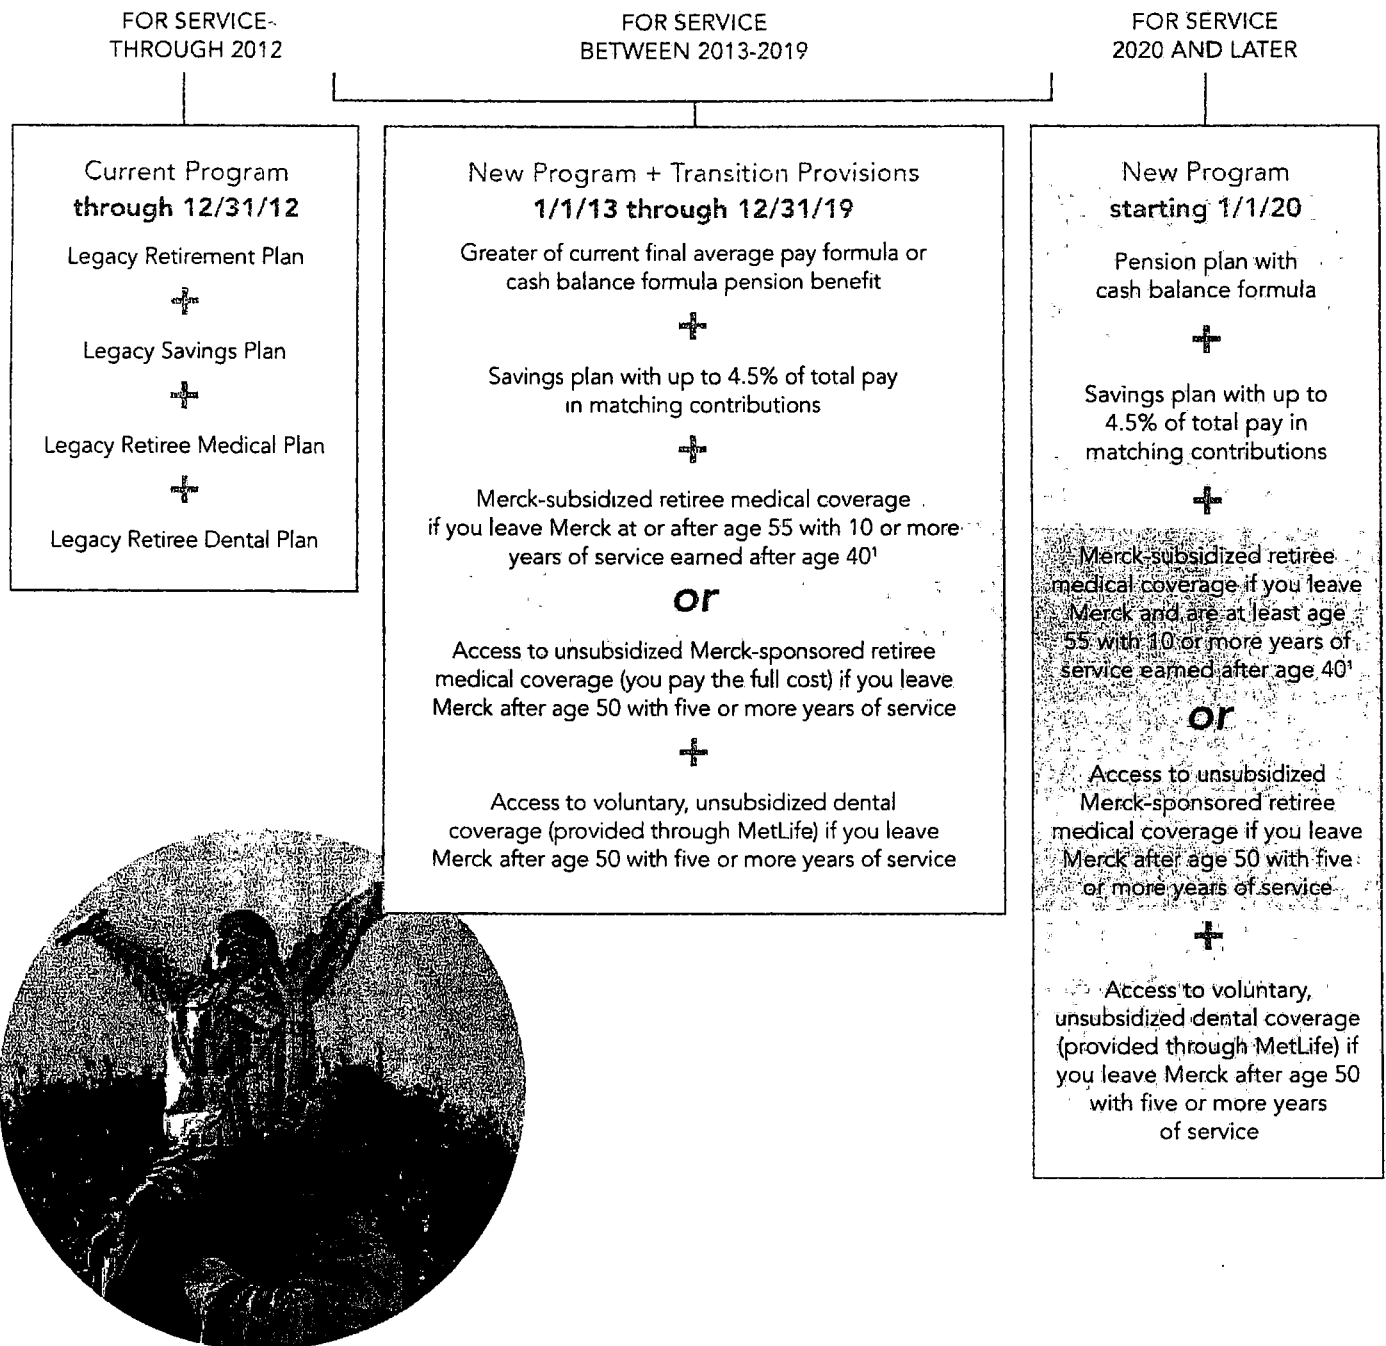 FOR SERVICE
THROUGH 2012
Current Program
through 12/31/12
Legacy Retirement Plan
+
Legacy Savings Plan
+
Legacy Retiree Medical Plan
+
Legacy Retiree Dental Plan
FOR SERVICE
BETWEEN 2013-2019
New Program + Transition Provisions
1/1/13 through 12/31/19
Greater of current final average pay formula or
cash balance formula pension benefit
+
Savings plan with up to 4.5% of total pay
in matching contributions
+
Merck-subsidized retiree medical coverage
if you leave Merck at or after age 55 with 10 or more
years of service earned after age 40¹
or
Access to unsubsidized Merck-sponsored retiree
medical coverage (you pay the full cost) if you leave
Merck after age 50 with five or more years of service
+
Access to voluntary, unsubsidized dental
coverage (provided through MetLife) if you leave
Merck after age 50 with five or more years of service
FOR SERVICE
2020 AND LATER
New Program
starting 1/1/20
Pension plan with
cash balance formula
+
Savings plan with up to
4.5% of total pay in
matching contributions
+
Merck-subsidized retiree
medical coverage if you leave
Merck and are at least age
55 with 10 or more years of
service earned after age 40¹
or
Access to unsubsidized
Merck-sponsored retiree
medical coverage if you leave
Merck after age 50 with five
or more years of service
+
Access to voluntary,
unsubsidized dental coverage
(provided through MetLife) if
you leave Merck after age 50
with five or more years
of service